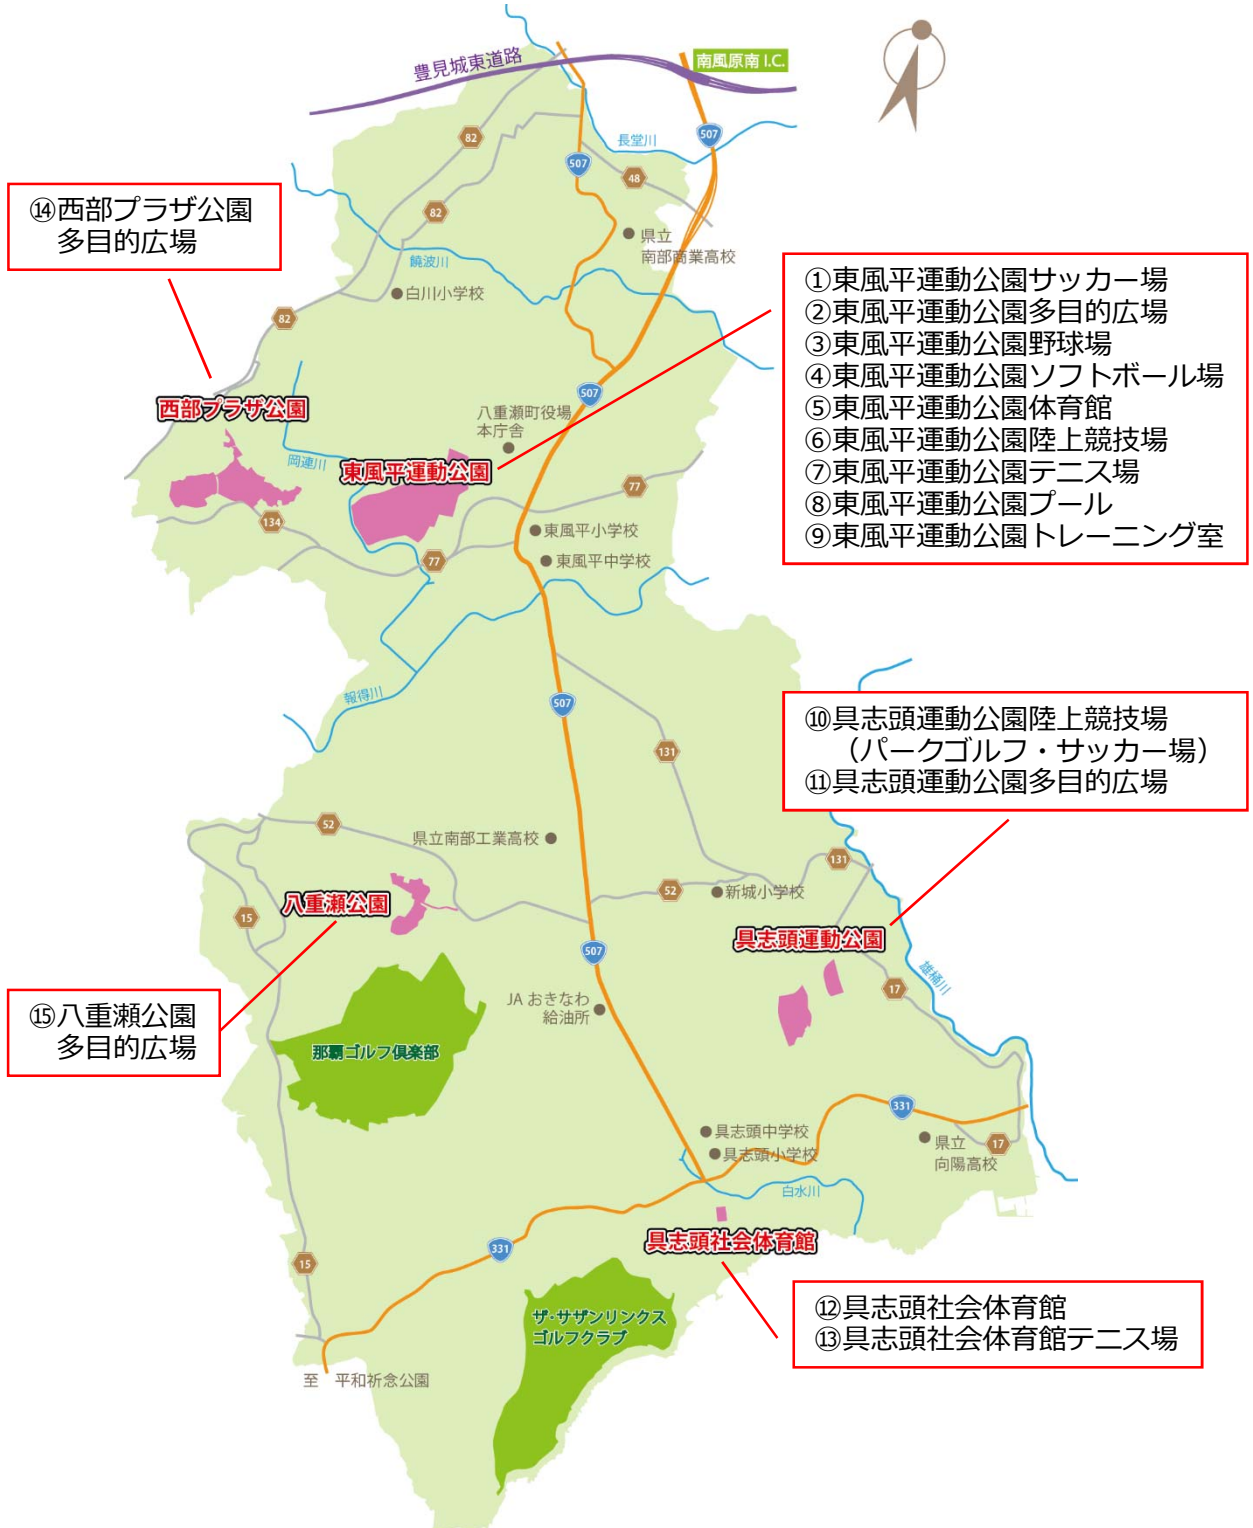 豊見城東道路
南風原南 I.C.
82
507
507
長堂川
48
82
県立
南部商業高校
⑭西部プラザ公園
多目的広場
饒波川
白川小学校
①東風平運動公園サッカー場
②東風平運動公園多目的広場
③東風平運動公園野球場
④東風平運動公園ソフトボール場
⑤東風平運動公園体育館
⑥東風平運動公園陸上競技場
⑦東風平運動公園テニス場
⑧東風平運動公園プール
⑨東風平運動公園トレーニング室
82
507
西部プラザ公園
八重瀬町役場
本庁舎
岡連川
東風平運動公園
77
134
東風平小学校
77
東風平中学校
報得川
507
131
⑩具志頭運動公園陸上競技場
（パークゴルフ・サッカー場）
⑪具志頭運動公園多目的広場
52
県立南部工業高校
131
52
新城小学校
八重瀬公園
15
具志頭運動公園
507
雄樋川
17
⑮八重瀬公園
多目的広場
JA おきなわ
給油所
那覇ゴルフ倶楽部
331
具志頭中学校
具志頭小学校
県立
向陽高校
17
白水川
具志頭社会体育館
331
15
⑫具志頭社会体育館
⑬具志頭社会体育館テニス場
ザ・サザンリンクス
ゴルフクラブ
至 平和祈念公園